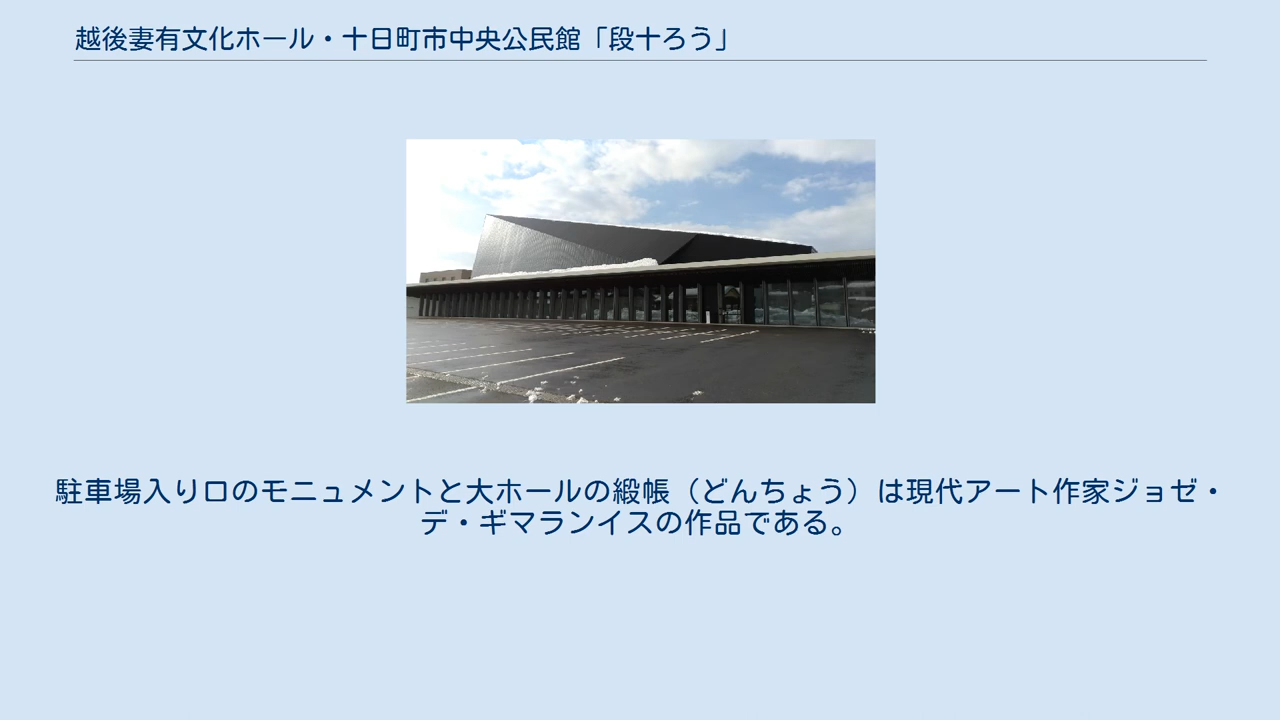 越後妻有文化ホール・十日町市中央公民館「段十ろう」
駐車場入り口のモニュメントと大ホールの緞帳（どんちょう）は現代アート作家ジョゼ・
デ・ギマランイスの作品である。